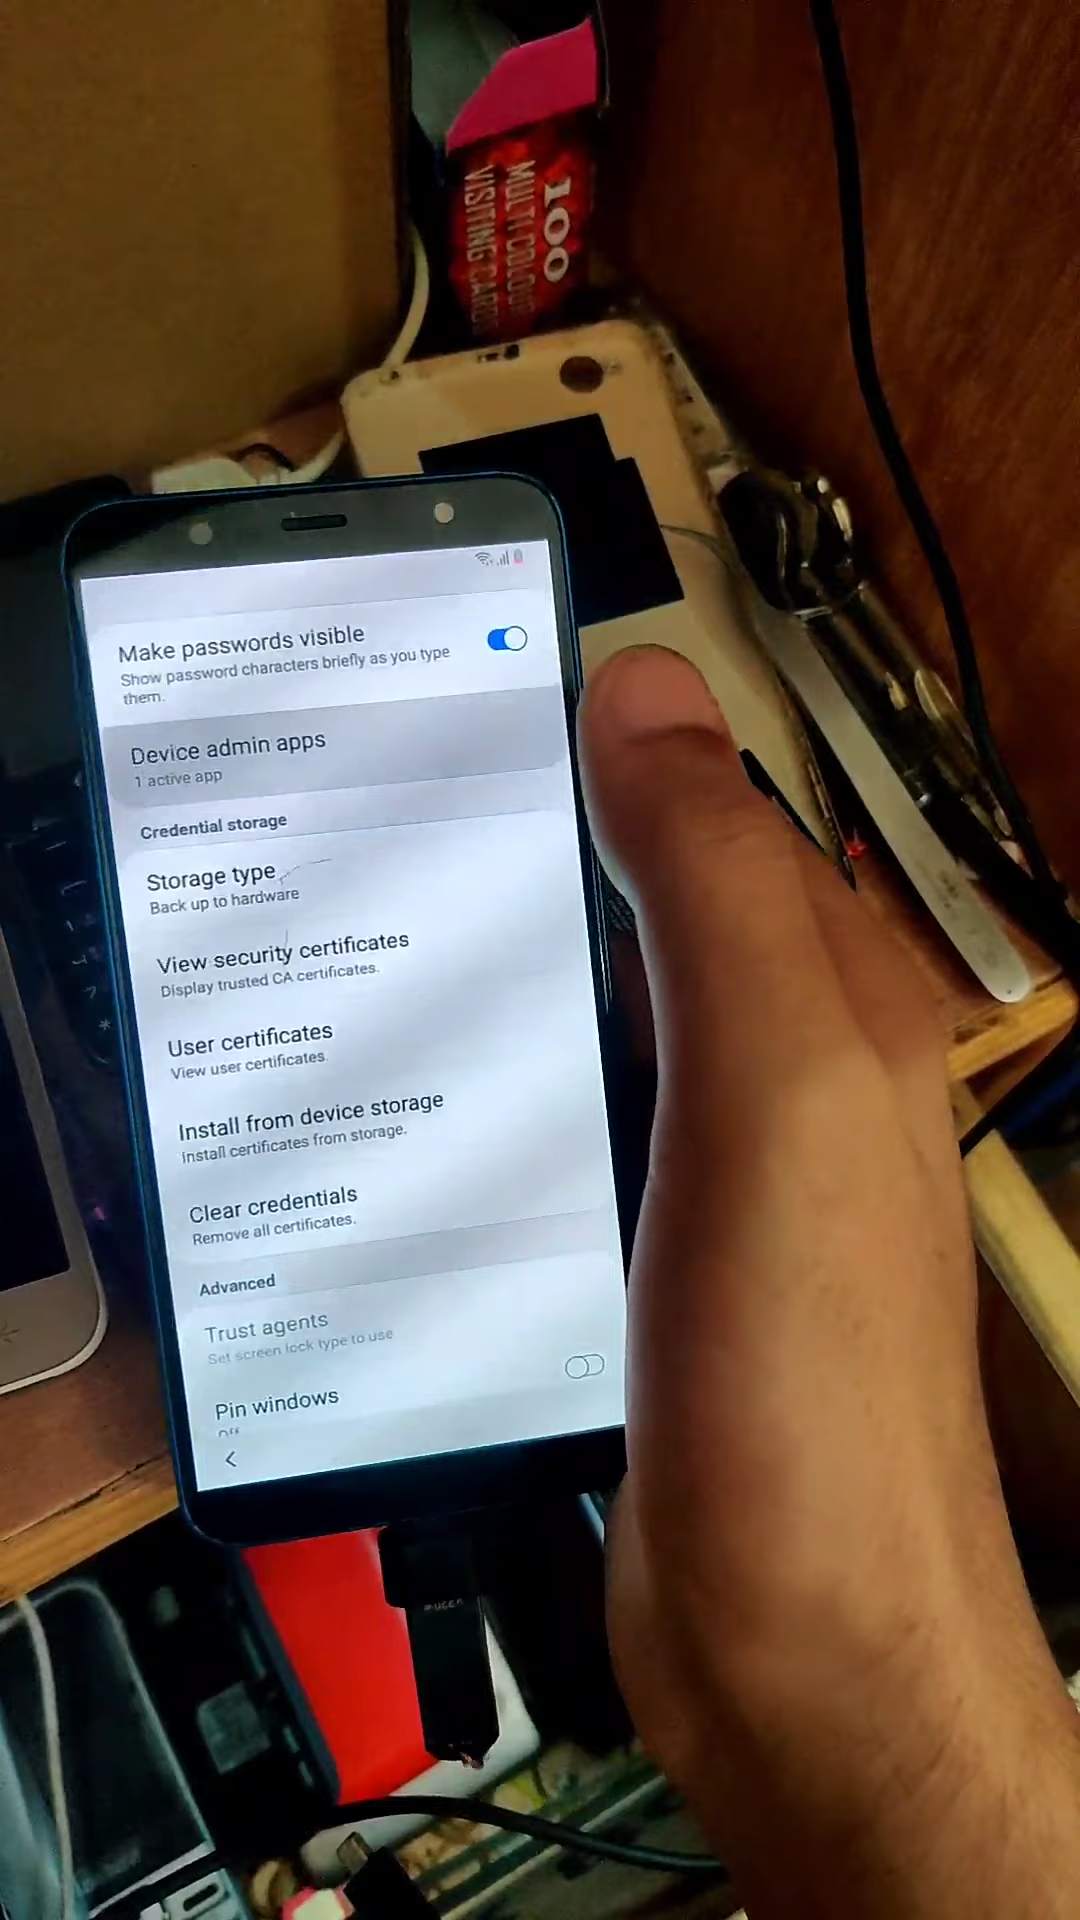 100
MULTI COLOUR
VISITING CARDS
Make passwords visible
Show password characters briefly as you type
them.
Device admin apps
1 active app
Credential storage
Storage type
Back up to hardware
View security certificates
Display trusted CA certificates.
User certificates
View user certificates.
Install from device storage
Install certificates from storage.
Clear credentials
Remove all certificates.
Advanced
Trust agents
Set screen lock type to use
Pin windows